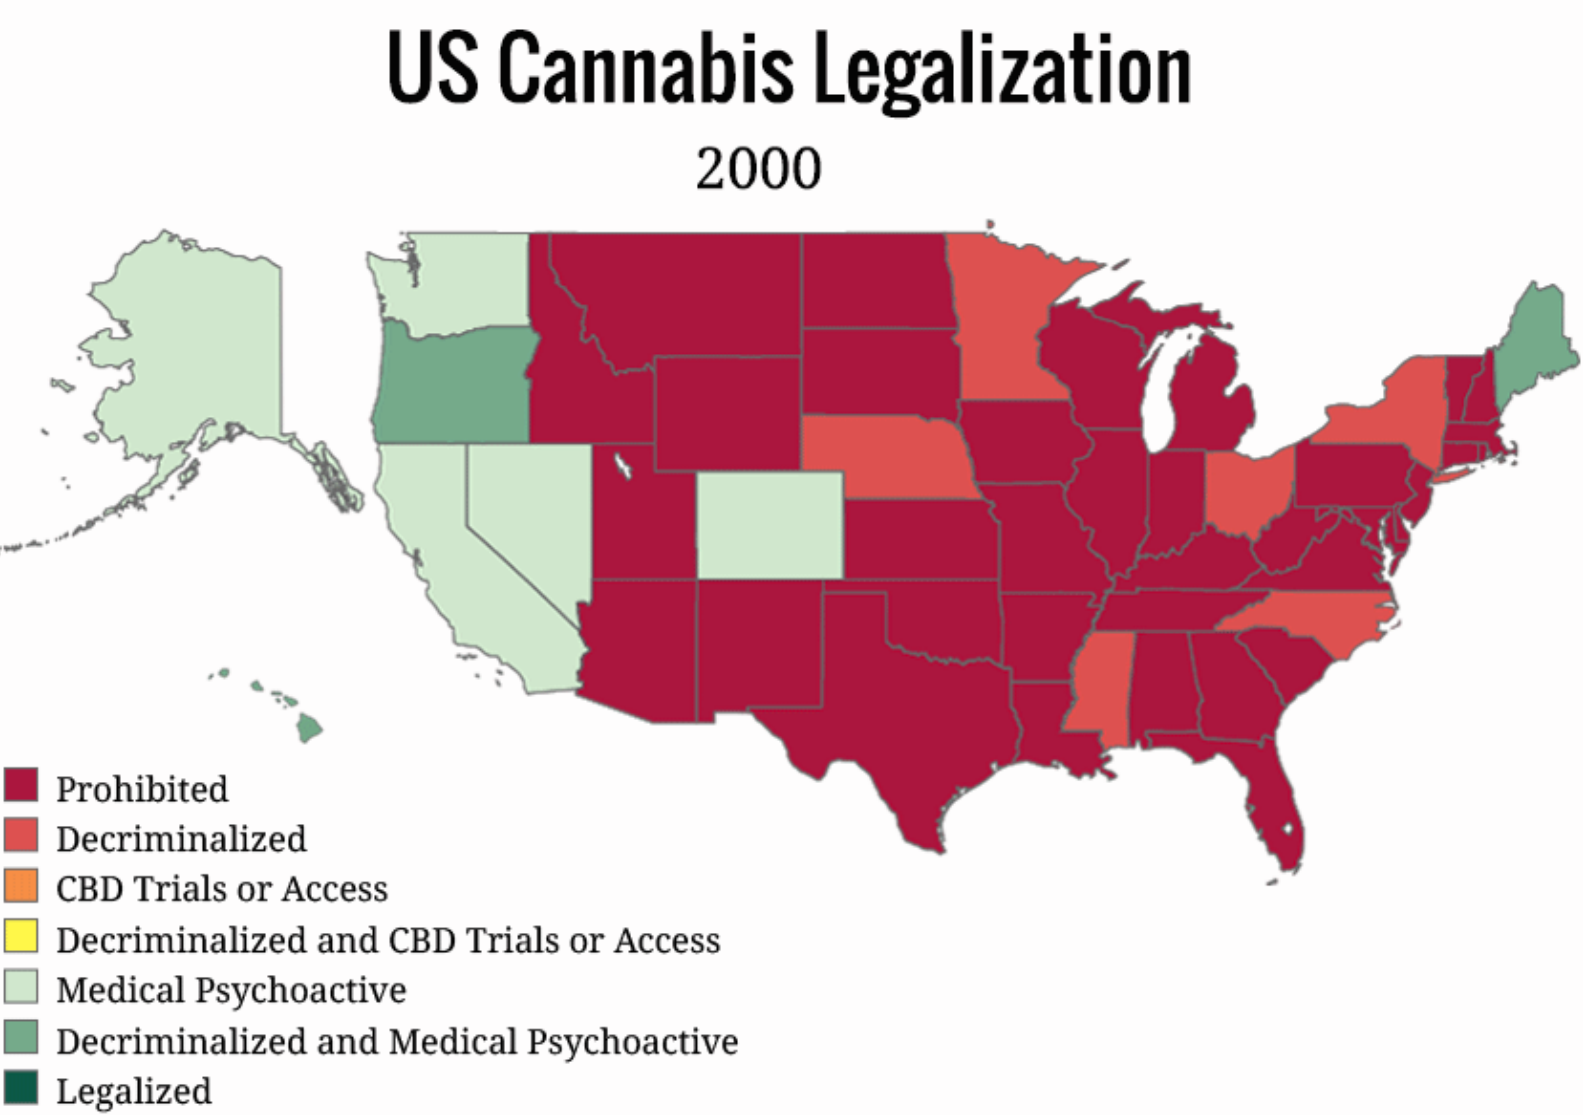 US Cannabis Legalization
2000
Prohibited
Decriminalized
CBD Trials or Access
Decriminalized and CBD Trials or Access
Medical Psychoactive
Decriminalized and Medical Psychoactive
Legalized